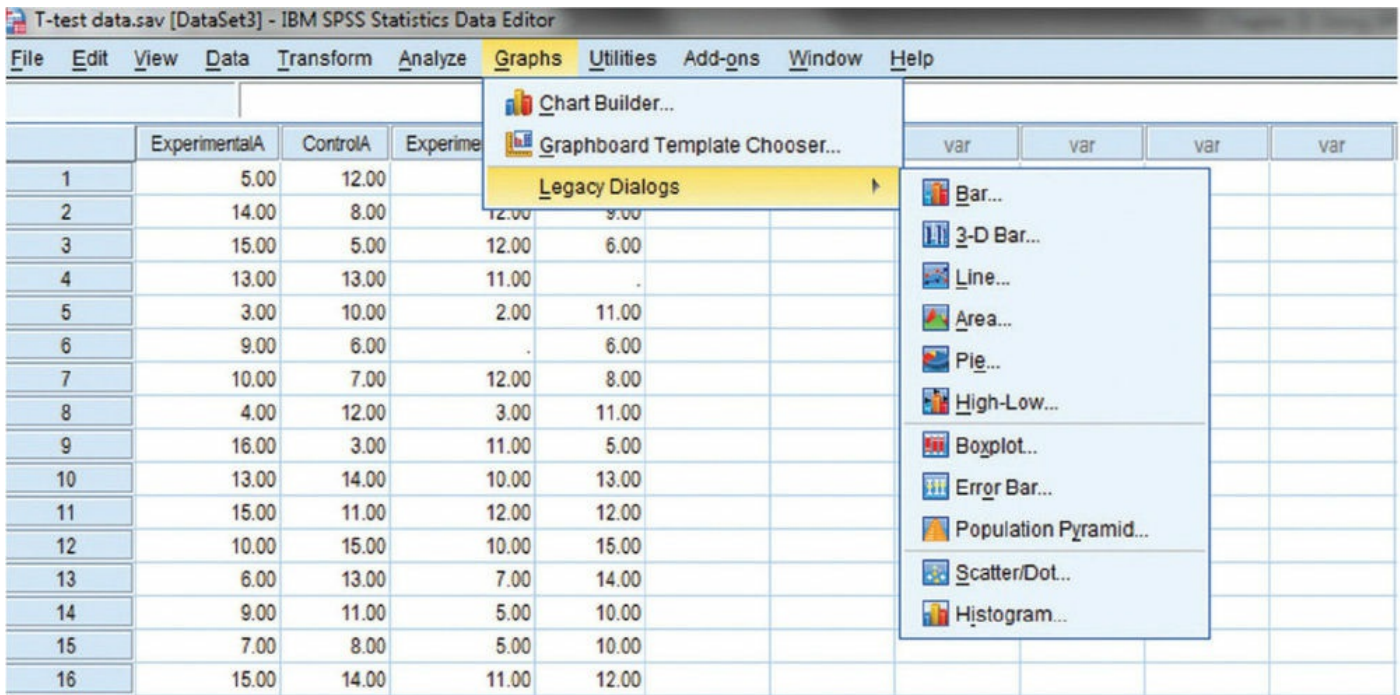 T-test data.sav [DataSet3] - IBM SPSS Statistics Data Editor
File Edit View Data Transform Analyze Graphs Utilities Add-ons Window Help
Chart Builder...
Graphboard Template Chooser...
Legacy Dialogs
Bar...
3-D Bar...
Line...
Area...
Pie...
High-Low...
Boxplot...
Error Bar...
Population Pyramid...
Scatter/Dot...
Histogram...
ExperimentalA ControlA Experime var var var var
1 5.00 12.00
2 14.00 8.00 12.00 9.00
3 15.00 5.00 12.00 6.00
4 13.00 13.00 11.00 .
5 3.00 10.00 2.00 11.00
6 9.00 6.00 . 6.00
7 10.00 7.00 12.00 8.00
8 4.00 12.00 3.00 11.00
9 16.00 3.00 11.00 5.00
10 13.00 14.00 10.00 13.00
11 15.00 11.00 12.00 12.00
12 10.00 15.00 10.00 15.00
13 6.00 13.00 7.00 14.00
14 9.00 11.00 5.00 10.00
15 7.00 8.00 5.00 10.00
16 15.00 14.00 11.00 12.00